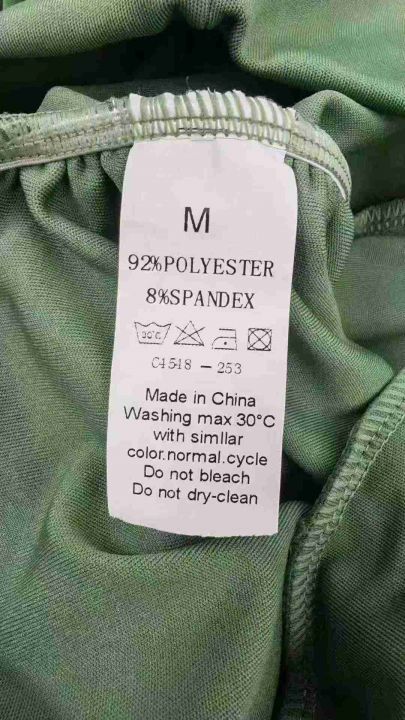 M
92%POLYESTER
8%SPANDEX
30°C
C4548 - 253
Made in China
Washing max 30°C
with simllar
color.normal.cycle
Do not bleach
Do not dry-clean